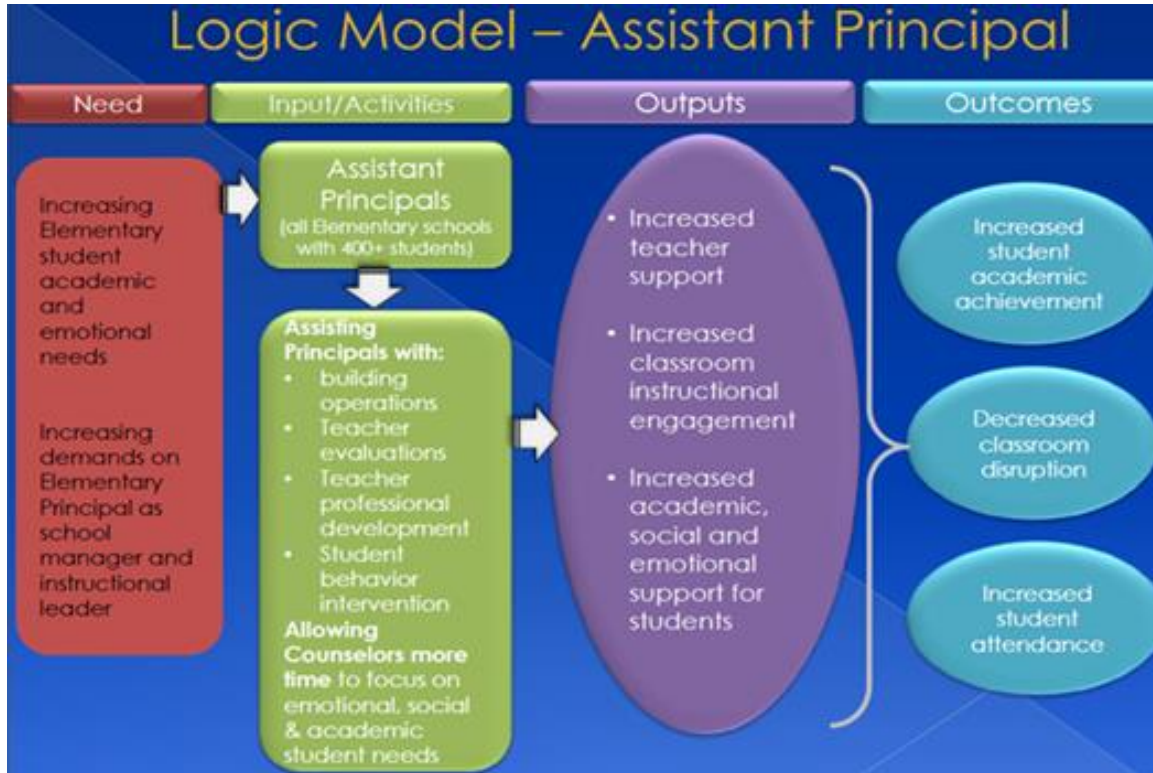 Logic Model – Assistant Principal
Need
Input/Activities
Outputs
Outcomes
Increasing
Elementary
student
academic
and
emotional
needs
Increasing
demands on
Elementary
Principal as
school
manager and
instructional
leader
Assistant
Principals
(all Elementary schools
with 400+ students)
Assisting
Principals with:
• building
operations
• Teacher
evaluations
• Teacher
professional
development
• Student
behavior
intervention
Allowing
Counselors more
time to focus on
emotional, social
& academic
student needs
• Increased
teacher
support
• Increased
classroom
instructional
engagement
• Increased
academic,
social and
emotional
support for
students
Increased
student
academic
achievement
Decreased
classroom
disruption
Increased
student
attendance